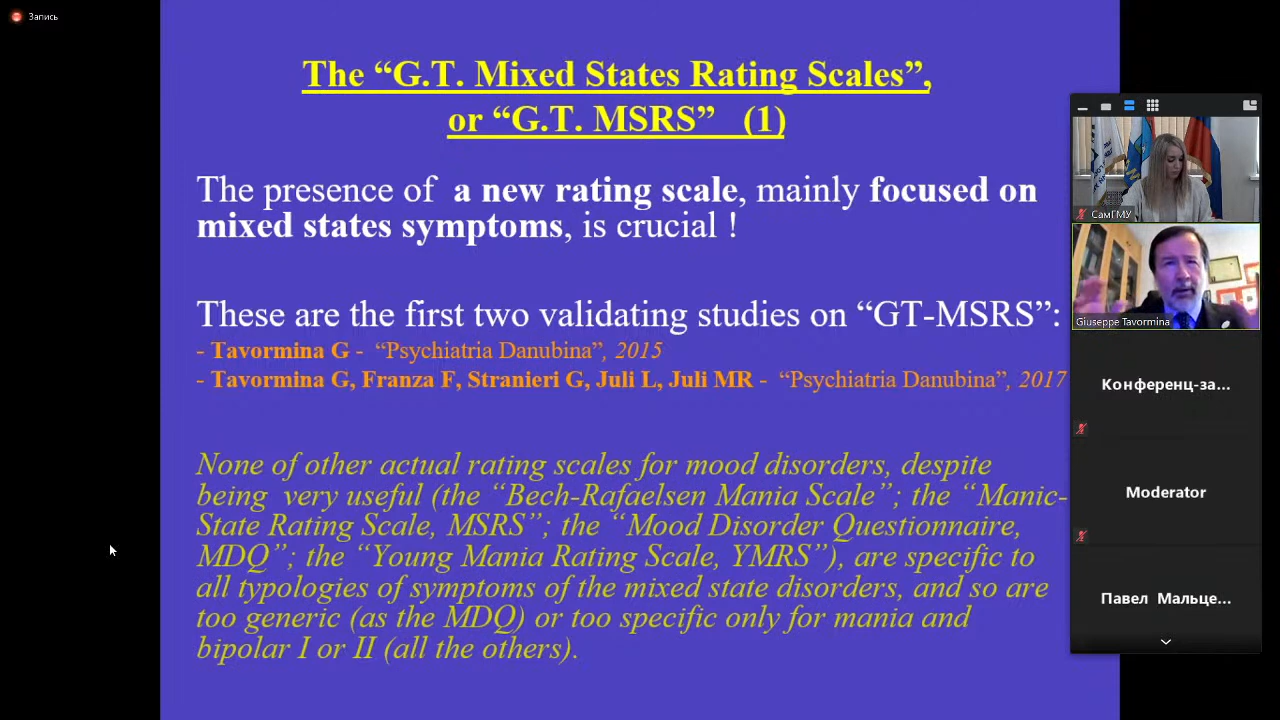 Запись
The “G.T. Mixed States Rating Scales”,
or “G.T. MSRS” (1)
The presence of a new rating scale, mainly focused on
mixed states symptoms, is crucial !
These are the first two validating studies on “GT-MSRS”:
- Tavormina G - “Psychiatria Danubina”, 2015
- Tavormina G, Franza F, Stranieri G, Juli L, Juli MR - “Psychiatria Danubina”, 2017
None of other actual rating scales for mood disorders, despite
being very useful (the “Bech-Rafaelsen Mania Scale”; the “Manic-
State Rating Scale, MSRS”; the “Mood Disorder Questionnaire,
MDQ”; the “Young Mania Rating Scale, YMRS”), are specific to
all typologies of symptoms of the mixed state disorders, and so are
too generic (as the MDQ) or too specific only for mania and
bipolar I or II (all the others).
СамГМУ
Giuseppe Tavormina
Конференц-за...
Moderator
Павел Мальце...